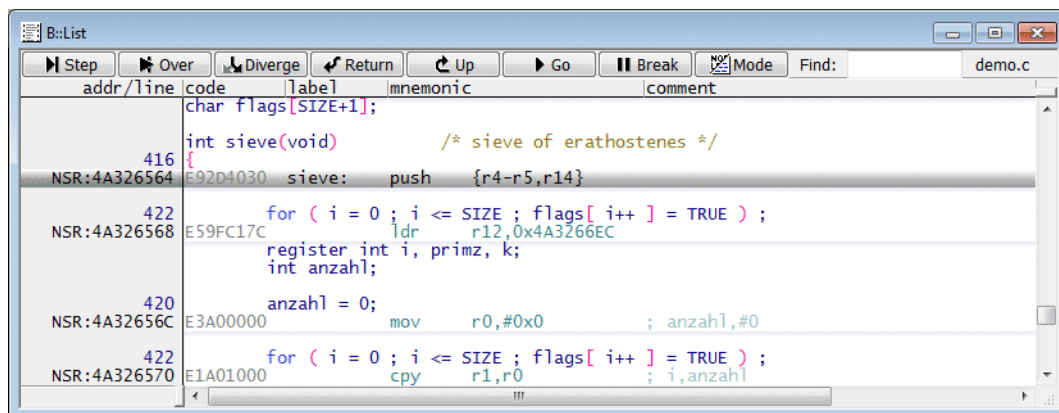 B::List
Step Over Diverge Return Up Go Break Mode Find: demo.c
addr/line code label mnemonic comment
char flags[SIZE+1];
int sieve(void) /* sieve of erathostenes */
416 {
NSR:4A326564 E92D4030 sieve: push {r4-r5,r14}
422 for ( i = 0 ; i <= SIZE ; flags[ i++ ] = TRUE ) ;
NSR:4A326568 E59FC17C ldr r12,0x4A3266EC
register int i, primz, k;
int anzahl;
420 anzahl = 0;
NSR:4A32656C E3A00000 mov r0,#0x0 ; anzahl,#0
422 for ( i = 0 ; i <= SIZE ; flags[ i++ ] = TRUE ) ;
NSR:4A326570 E1A01000 cpy r1,r0 ; i,anzahl